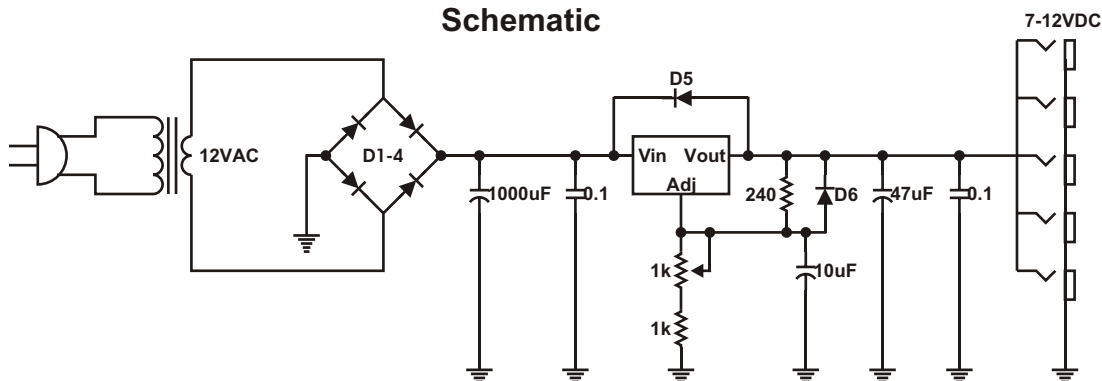 Schematic
7-12VDC
D5
12VAC
D1-4
Vin
Vout
Adj
1000uF
0.1
240
D6
47uF
0.1
1k
10uF
1k